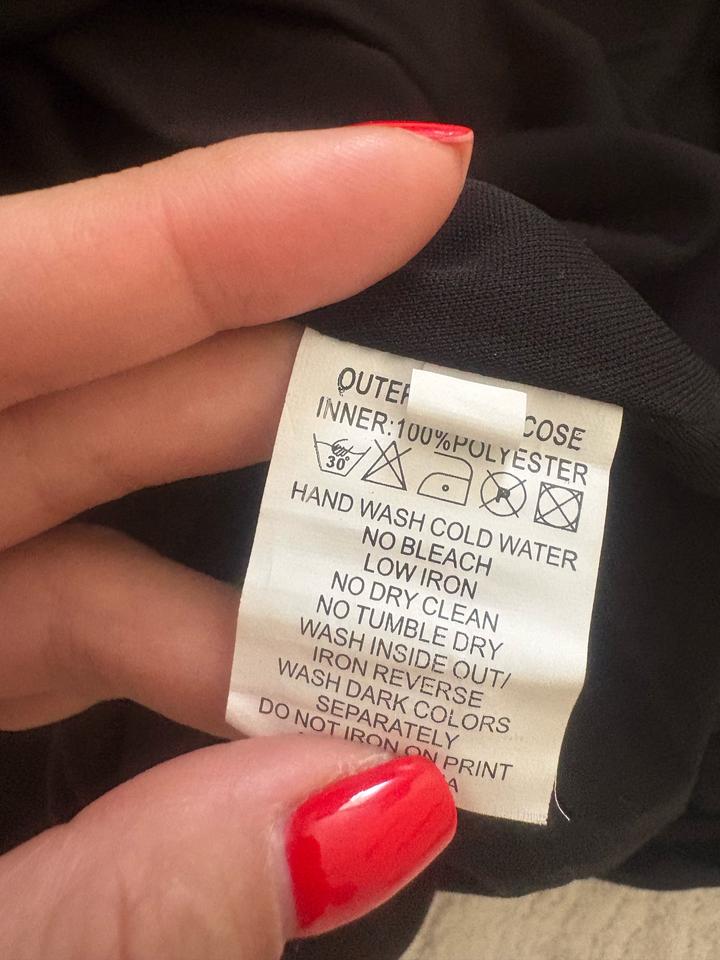 OUTER
INNER:100%POLYESTER
30°
P
HAND WASH COLD WATER
NO BLEACH
LOW IRON
NO DRY CLEAN
NO TUMBLE DRY
WASH INSIDE OUT/
IRON REVERSE
WASH DARK COLORS
SEPARATELY
DO NOT IRON ON PRINT